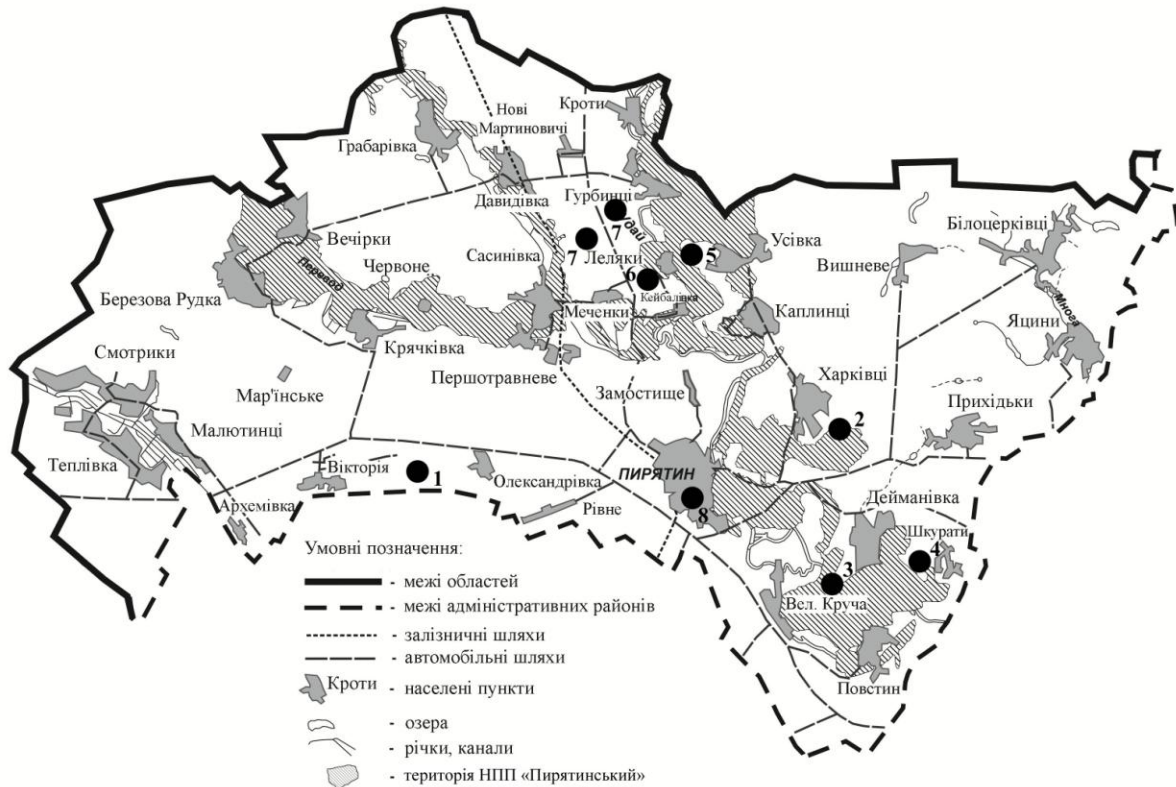 Нові
Мартиновичі
Кроти
Грабарівка
Давидівка
Гурбинці
Удай
7
Вечірки
Сасинівка
7
Леляки
5
Усівка
Білоцерківці
Вишневе
Перевод
Червоне
6
Кейбалівка
Многа
Березова Рудка
Меченки
Каплинці
Яцини
Крячківка
Смотрики
Першотравневе
Харківці
Мар'їнське
Замостище
2
Прихідьки
Малютинці
Теплівка
Вікторія
1
Олександрівка
ПИРЯТИН
8
Рівне
Архемівка
Дейманівка
Шкурати
4
3
Вел. Круча
Повстин
Умовні позначення:
- межі областей
- межі адміністративних районів
- залізничні шляхи
- автомобільні шляхи
Кроти - населені пункти
- озера
- річки, канали
- територія НПП «Пирятинський»